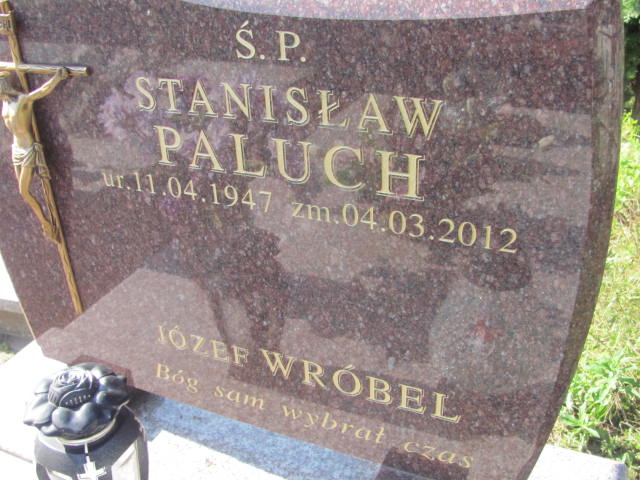 Ś.P.
STANISŁAW
PALUCH
ur.11.04.1947 zm.04.03.2012
JÓZEF WRÓBEL
Bóg sam wybrał czas